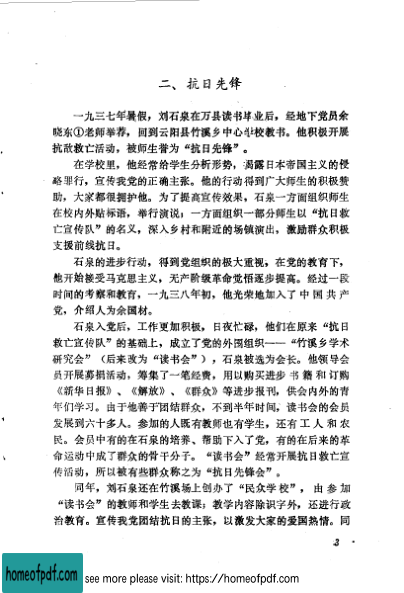 二、抗日先锋
一九三七年暑假，刘石泉在万县读书毕业后，经地下党员余
晓东①老师举荐，回到云阳县竹溪乡中心学校教书。他积极开展
抗敌救亡活动，被师生誉为“抗日先锋”。
在学校里，他经常给学生分析形势，揭露日本帝国主义的侵
略罪行，宣传我党的正确主张。他的行动得到广大师生的积极赞
助，大家都很拥护他。为了提高宣传效果，石泉一方面组织师生
在校内外贴标语，举行演说；一方面组织一部分师生以“抗日救
亡宣传队”的名义，深入乡村和附近的场镇演出，激励群众积极
支援前线抗日。
石泉的进步行动，得到党组织的极大重视，在党的教育下，
他开始接受马克思主义，无产阶级革命觉悟逐步提高。经过一段
时间的考察和教育，一九三八年初，他光荣地加入了中国共产
党，介绍人为余国材。
石泉入党后，工作更加积极，日夜忙碌，他们在原来“抗日
救亡宣传队”的基础上，成立了党的外围组织——“竹溪乡学术
研究会”（后来改为“读书会”），石泉被选为会长。他领导会
员开展募捐活动，筹集了一笔经费，用以购买进步书籍和订购
《新华日报》、《解放》、《群众》等进步报刊，供会内外的青
年们学习。由于他善于团结群众，不到半年时间，读书会的会员
发展到六十多人。参加的人既有教师也有学生，还有工人和农
民。会员中有的在石泉的培养、帮助下入了党，有的在后来的革
命运动中成了群众的骨干分子。“读书会”经常开展抗日救亡宣
传活动，所以被有些群众称之为“抗日先锋会”。
同年，刘石泉还在竹溪场上创办了“民众学校”，由参加
“读书会”的教师和学生去教课；教学内容除识字外，还进行政
治教育。宣传我党团结抗日的主张，以激发大家的爱国热情。同
3
homeofpdf.com
see more please visit: https://homeofpdf.com